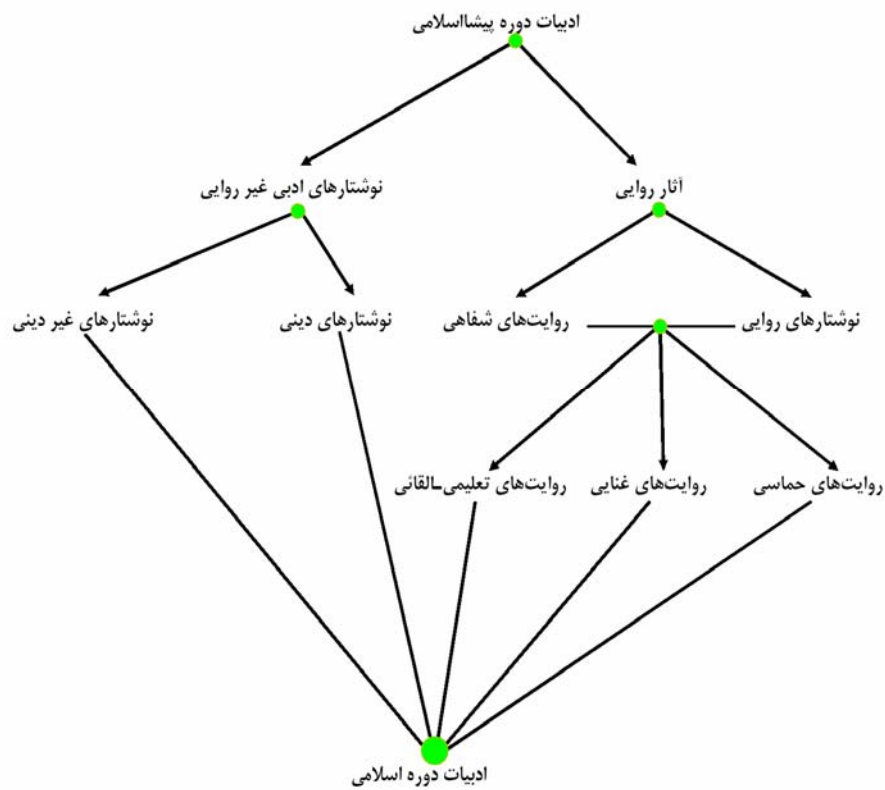 ادبیات دوره پیشااسلامی
آثار روایی
نوشتارهای ادبی غیر روایی
نوشتارهای روایی
روایت‌های شفاهی
نوشتارهای دینی
نوشتارهای غیر دینی
روایت‌های حماسی
روایت‌های غنایی
روایت‌های تعلیمی-القائی
ادبیات دوره اسلامی